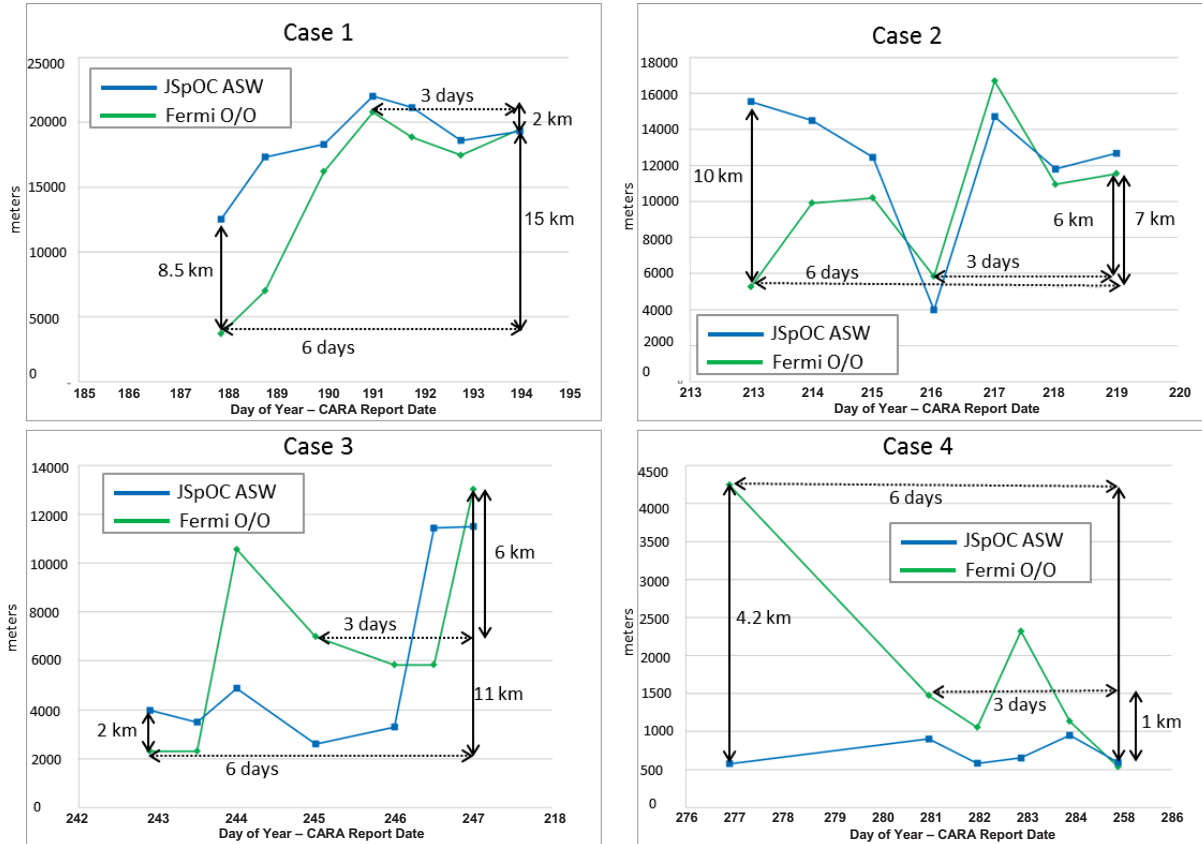 Case 1
25000
20000
15000
10000
5000
0
-
meters
JSpOC ASW
Fermi O/O
3 days
2 km
15 km
8.5 km
6 days
185 186 187 188 189 190 191 192 193 194 195
Day of Year – CARA Report Date
Case 2
18000
16000
14000
12000
10000
8000
6000
4000
2000
0
meters
10 km
6 km
7 km
3 days
6 days
JSpOC ASW
Fermi O/O
213 213 214 215 216 217 218 219 220
Day of Year – CARA Report Date
Case 3
14000
12000
10000
8000
6000
4000
2000
0
meters
JSpOC ASW
Fermi O/O
6 km
3 days
11 km
2 km
6 days
242 243 244 245 246 247 218
Day of Year – CARA Report Date
Case 4
4500
4000
3500
3000
2500
2000
1500
1000
500
0
meters
6 days
JSpOC ASW
Fermi O/O
4.2 km
3 days
1 km
276 277 278 279 280 281 282 283 284 258 286
Day of Year – CARA Report Date